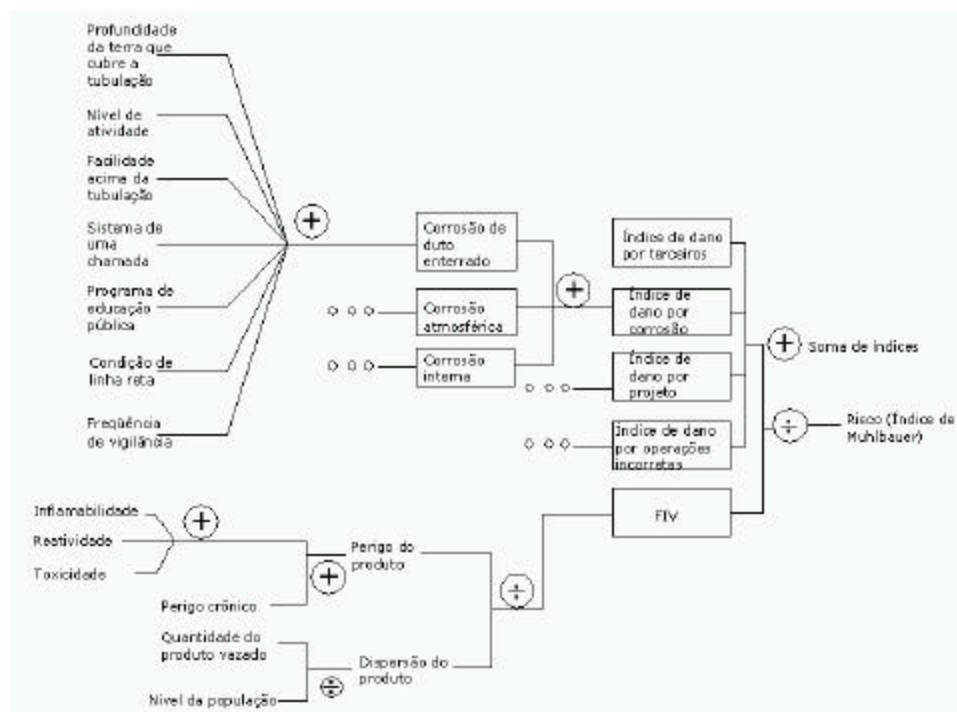 Profundidade
da terra que
cubre a
tubulação
Nível de
atividade
Facilidade
acima da
tubulação
Sistema de
uma
chamada
Programa de
educação
pública
Condição de
linha reta
Freqüência
de vigilância
+
Corrosão de
duto
enterrado
Corrosão
atmosférica
Corrosão
interna
+
Índice de dano
por terceiros
Índice de
dano por
corrosão
Índice de
dano por
projeto
Índice de dano
por operações
incorretas
FIV
+
Soma de índices
÷
Risco (Índice de
Muhlbauer)
Inflamabilidade
Reatividade
Toxicidade
+
Perigo crônico
+
Perigo do
produto
Quantidade do
produto vazado
Nível da população
÷
Dispersão do
produto
÷